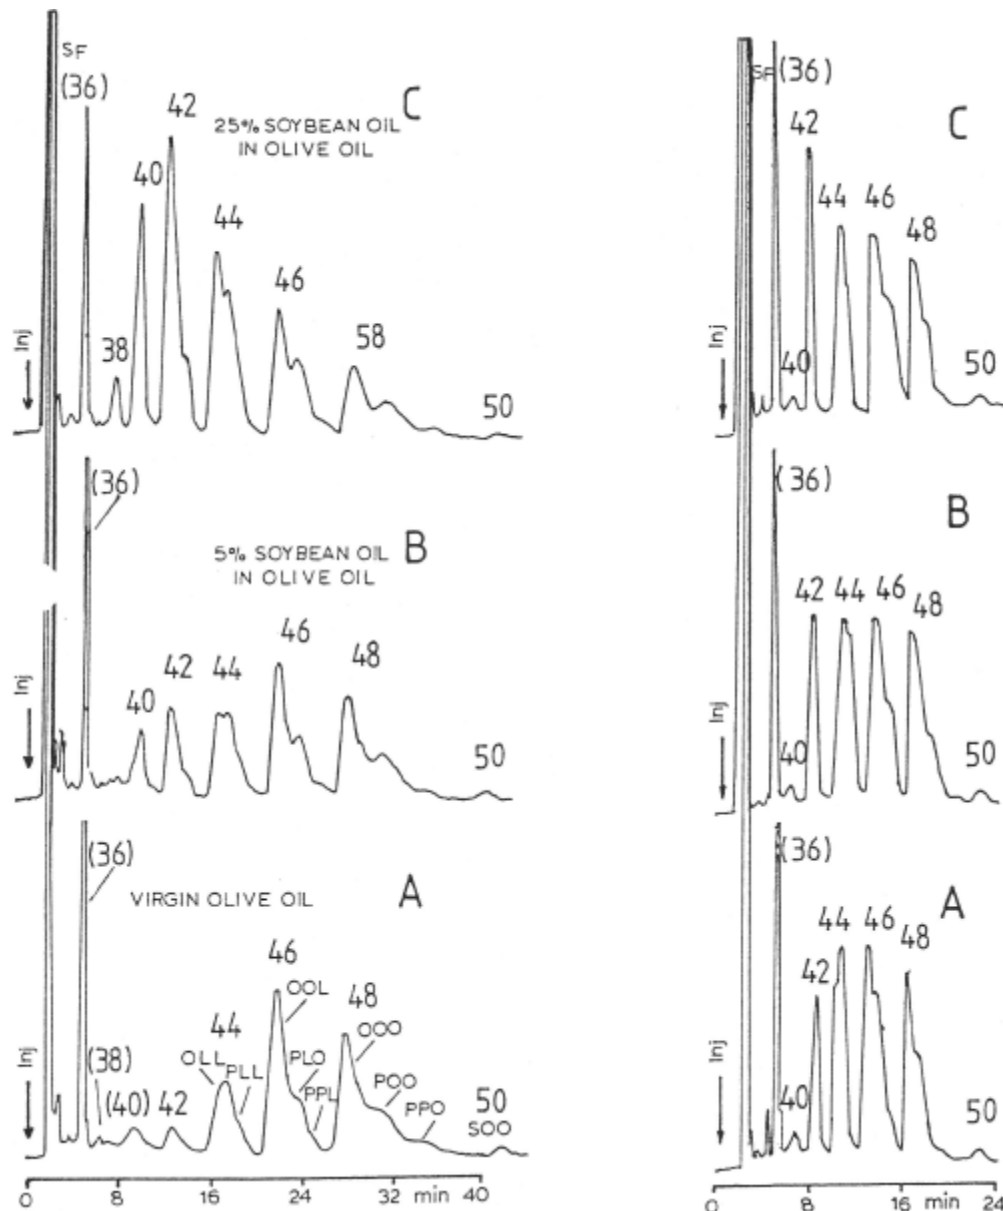 SF
(36)
42
C
25% SOYBEAN OIL
IN OLIVE OIL
40
44
46
38
58
50
Inj
(36)
5% SOYBEAN OIL
IN OLIVE OIL
B
46
42
44
48
40
50
Inj
(36)
VIRGIN OLIVE OIL
A
46
OOL
48
44
OOO
OLL
PLL
PLO
POO
(38)
PPL
PPO
(40)
42
50
SOO
Inj
0
8
16
24
32
min
40
SF
(36)
C
42
44
46
48
40
50
Inj
(36)
B
42
44
46
48
40
50
Inj
(36)
A
44
46
48
42
40
50
Inj
0
8
16
min
24